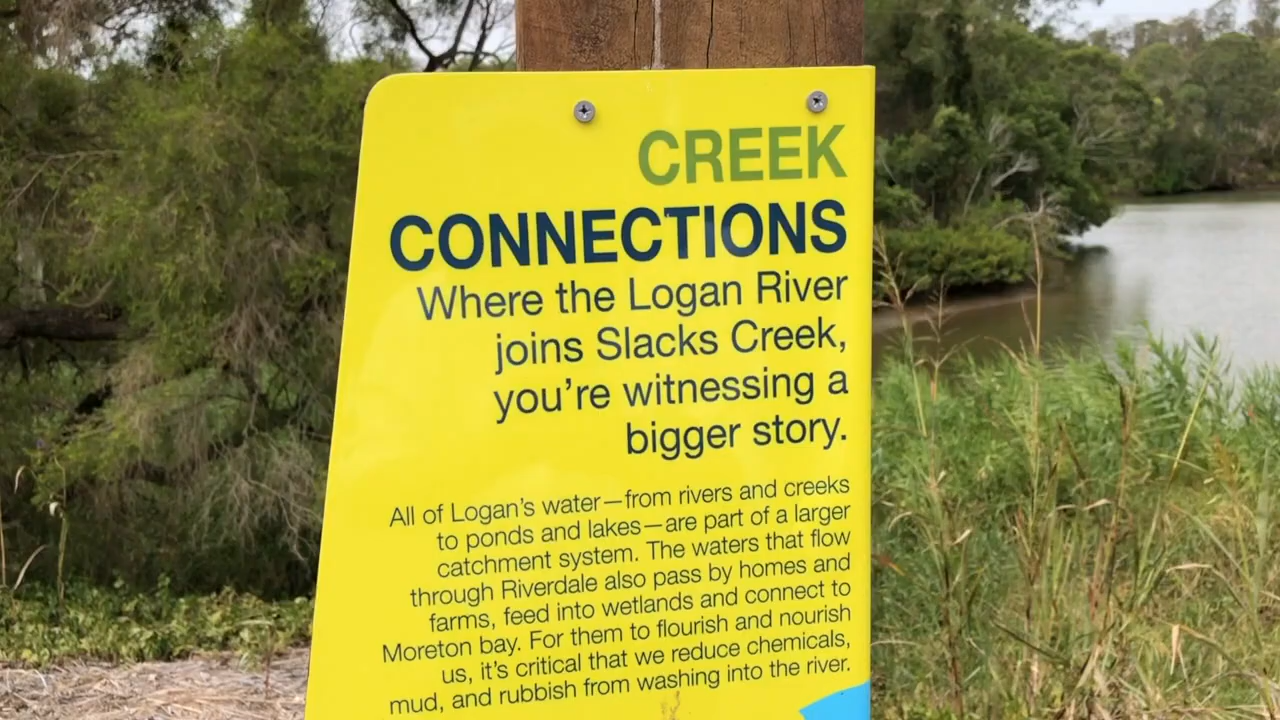 CREEK
CONNECTIONS
Where the Logan River
joins Slacks Creek,
you're witnessing a
bigger story.
All of Logan's water—from rivers and creeks
to ponds and lakes—are part of a larger
catchment system. The waters that flow
through Riverdale also pass by homes and
farms, feed into wetlands and connect to
Moreton bay. For them to flourish and nourish
us, it's critical that we reduce chemicals,
mud, and rubbish from washing into the river.